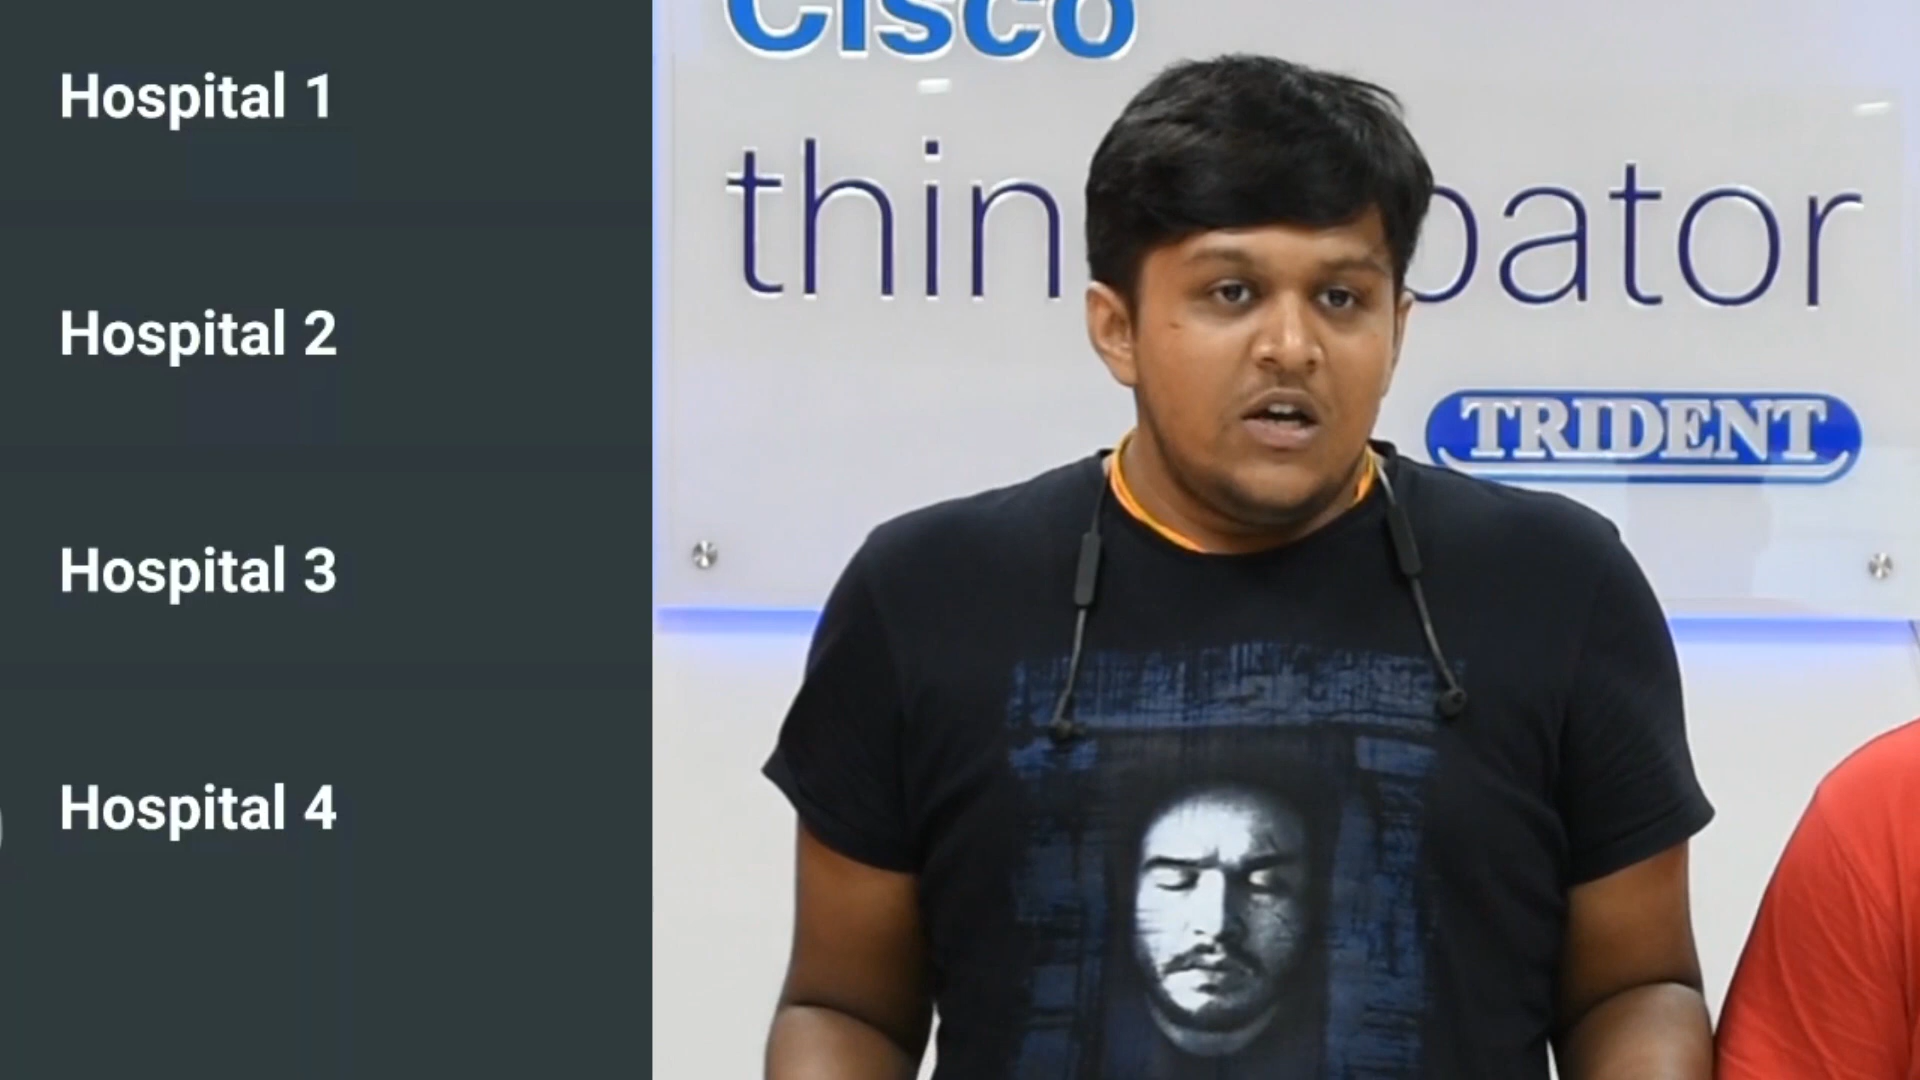 Hospital 1
Hospital 2
Hospital 3
Hospital 4
Cisco
thin bator
TRIDENT